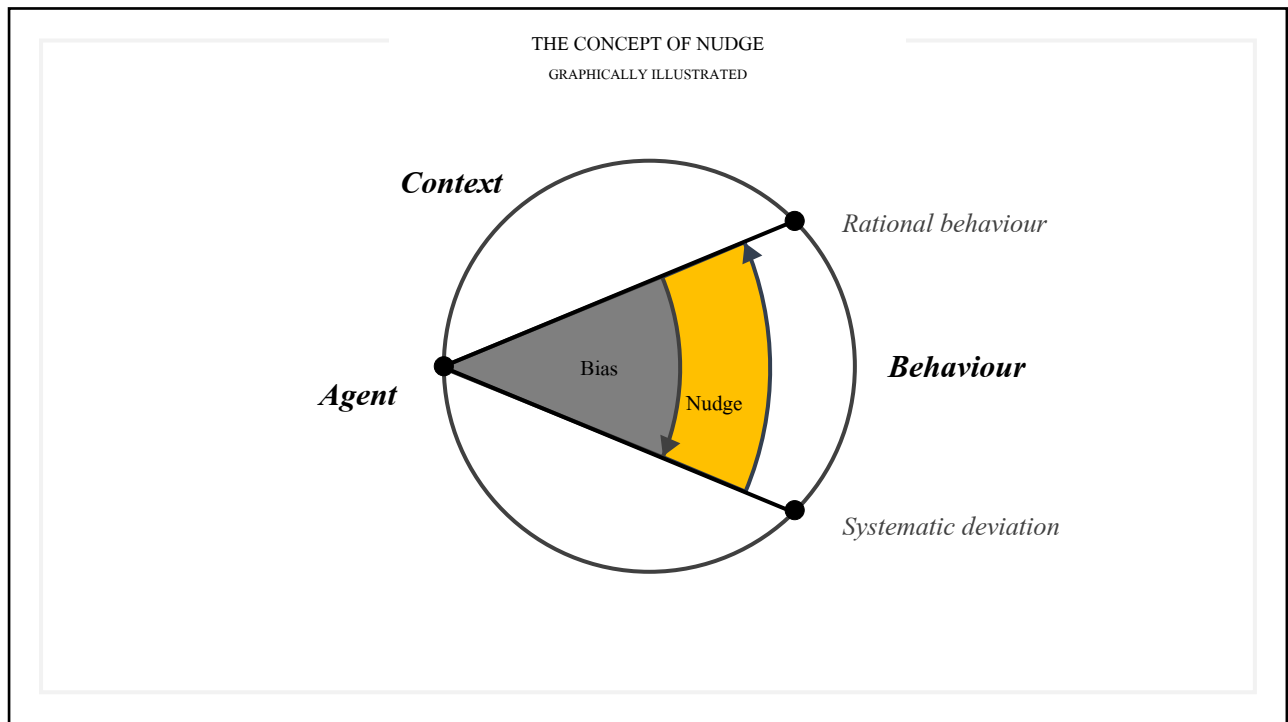 THE CONCEPT OF NUDGE
GRAPHICALLY ILLUSTRATED
Context
Rational behaviour
Bias
Behaviour
Agent
Nudge
Systematic deviation